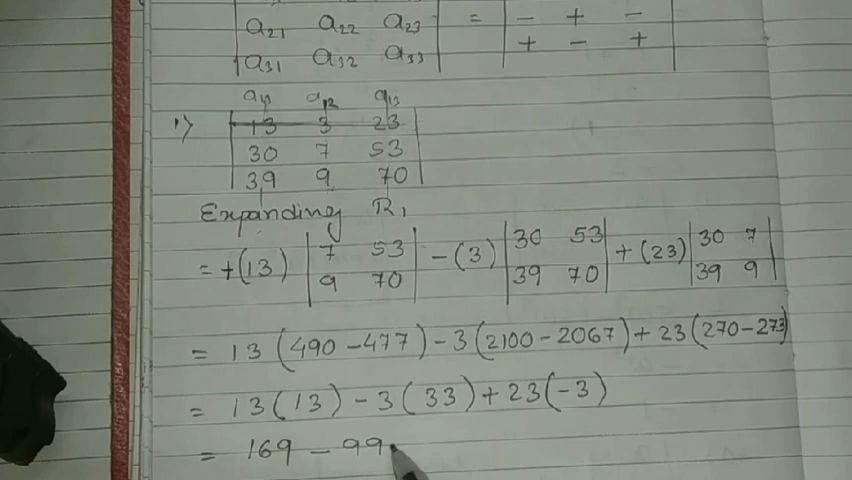 a21 a22 a23 = - + -
a31 a32 a33 + - +
a11 a12 a13
1) 13 3 23
30 7 53
39 9 70
Expanding R1
= +(13) |7 53| - (3) |30 53| + (23) |30 7|
|9 70| |39 70| |39 9|
= 13(490 - 477) - 3(2100 - 2067) + 23(270 - 273)
= 13(13) - 3(33) + 23(-3)
= 169 - 99